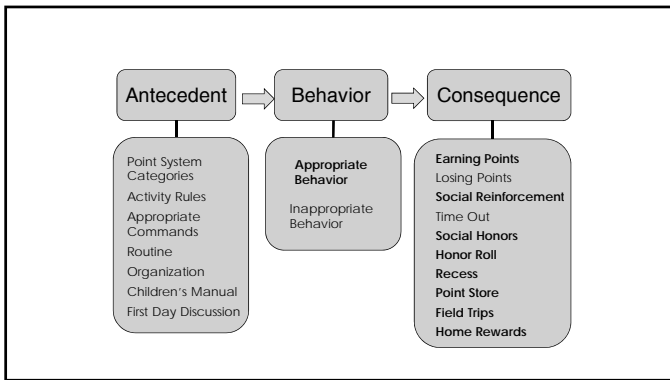 Antecedent
Behavior
Consequence
Point System
Categories
Activity Rules
Appropriate
Commands
Routine
Organization
Children's Manual
First Day Discussion
Appropriate
Behavior
Inappropriate
Behavior
Earning Points
Losing Points
Social Reinforcement
Time Out
Social Honors
Honor Roll
Recess
Point Store
Field Trips
Home Rewards